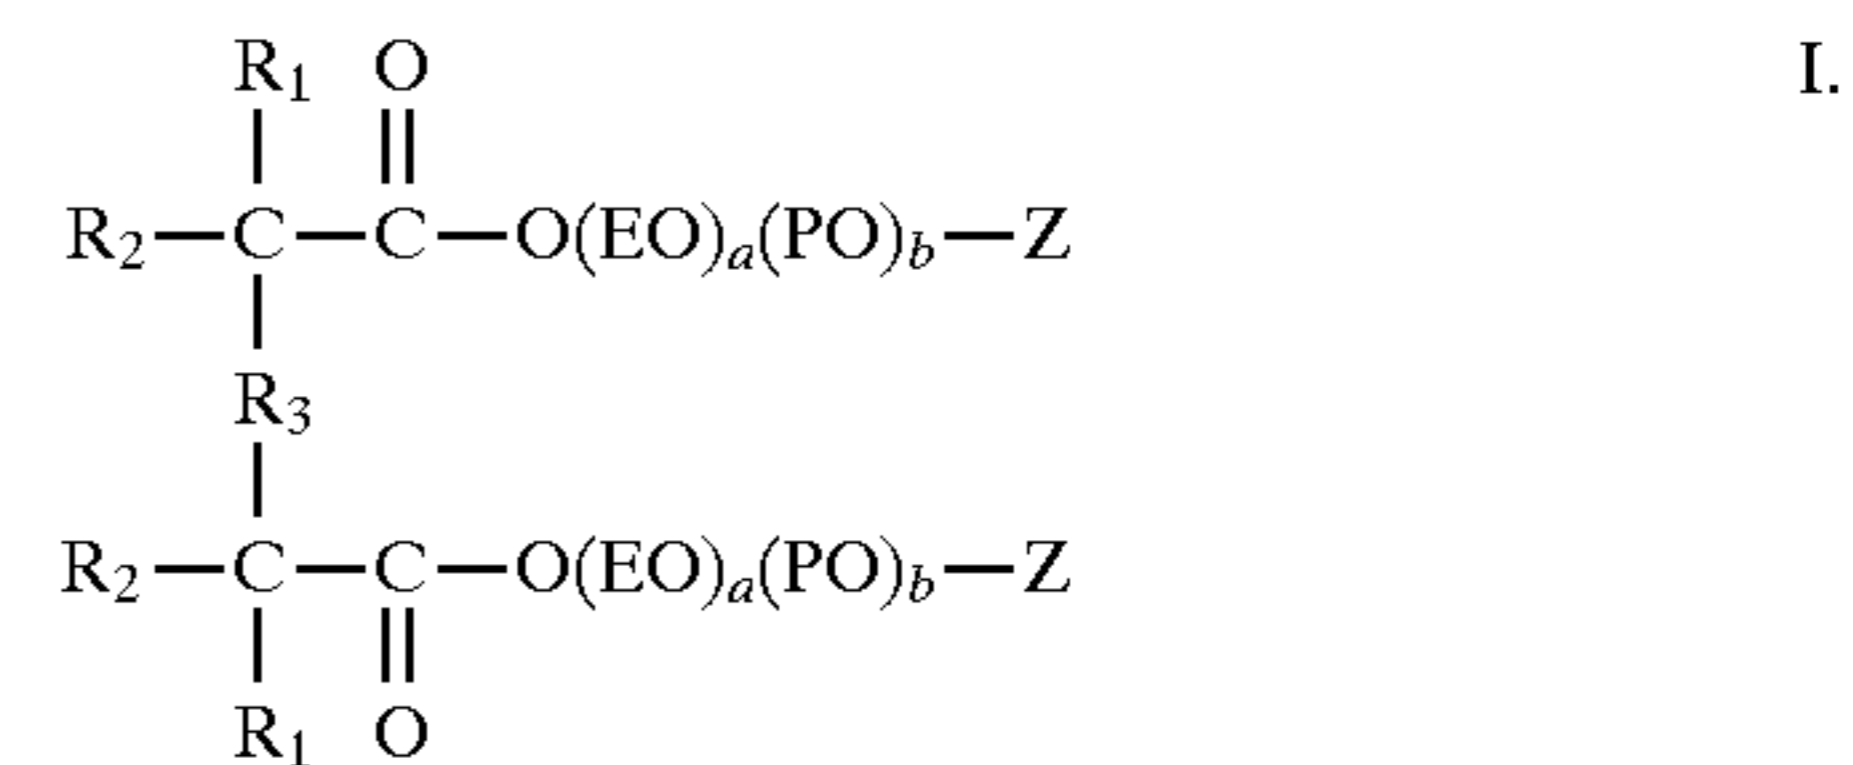 R₁ O I.
R₂—C—C—O(EO)ₐ(PO)b—Z
R₃
R₂—C—C—O(EO)ₐ(PO)b—Z
R₁ O